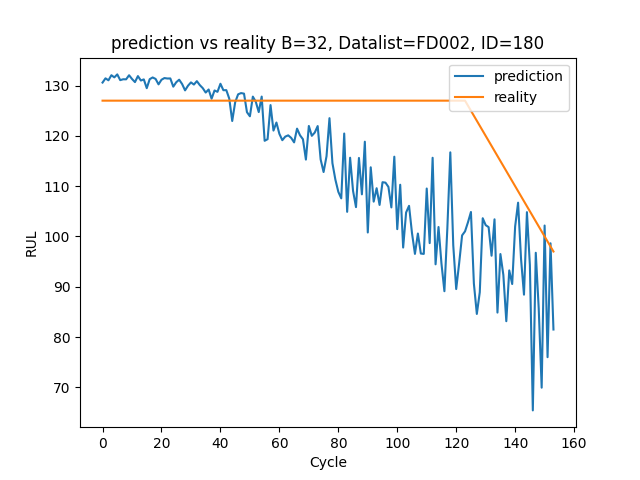 prediction vs reality B=32, Datalist=FD002, ID=180
prediction
reality
130
120
110
100
90
80
70
RUL
0 20 40 60 80 100 120 140 160
Cycle